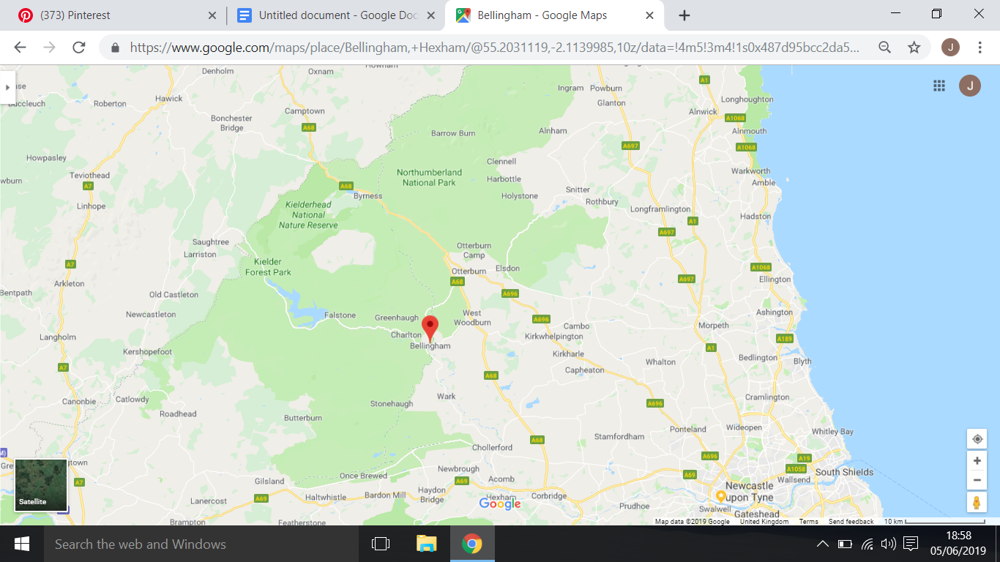 (373) Pinterest
Untitled document - Google Doc
Bellingham - Google Maps
https://www.google.com/maps/place/Bellingham,+Hexham/@55.2031119,-2.1139985,10z/data=!4m5!3m4!1s0x487d95bcc2da5...
J
J
Denholm
Oxnam
Hownam
Buccleuch
Roberton
Hawick
Bonchester
Bridge
Camptown
A68
Ingram
Powburn
Glanton
A1
Longhoughton
Alnwick
A1068
Alnmouth
A1068
Barrow Burn
Alnham
A697
Howpasley
Teviothead
A7
Linhope
Clennell
Northumberland
National Park
Harbottle
Holystone
Snitter
Rothbury
Warkworth
Amble
A68
Byrness
Kielderhead
National
Nature Reserve
Longframlington
A1
Hadston
A697
Saughtree
Larriston
Otterburn
Camp
Kielder
Forest Park
A7
Arkleton
Otterburn
Elsdon
A68
A1068
Ellington
A697
Bentpath
Old Castleton
A696
Newcastleton
Falstone
Greenhaugh
West
Woodburn
A696
Cambo
Ashington
Morpeth
Charlton
Bellingham
Kirkwhelpington
A189
Langholm
Kershopefoot
Kirkharle
A1
Bedlington
Blyth
Whalton
A7
Capheaton
A68
Canonbie
Catlowdy
Roadhead
Stonehaugh
Wark
Butterburn
A696
Cramlington
Ponteland
Wideopen
Whitley Bay
Stamfordham
A68
Chollerford
A696
A19
A1058
Wallsend
South Shields
Newbrough
A69
Acomb
A69
Once Brewed
Gilsland
A7
Haltwhistle
Bardon Mill
Haydon
Bridge
Hexham
Corbridge
Newcastle
upon Tyne
Lanercost
A69
Prudhoe
Swalwell
Gateshead
Brampton
Featherstone
Satellite
Google
Map data ©2019 Google
United Kingdom
Terms
Send feedback
10 km
Search the web and Windows
18:58
05/06/2019